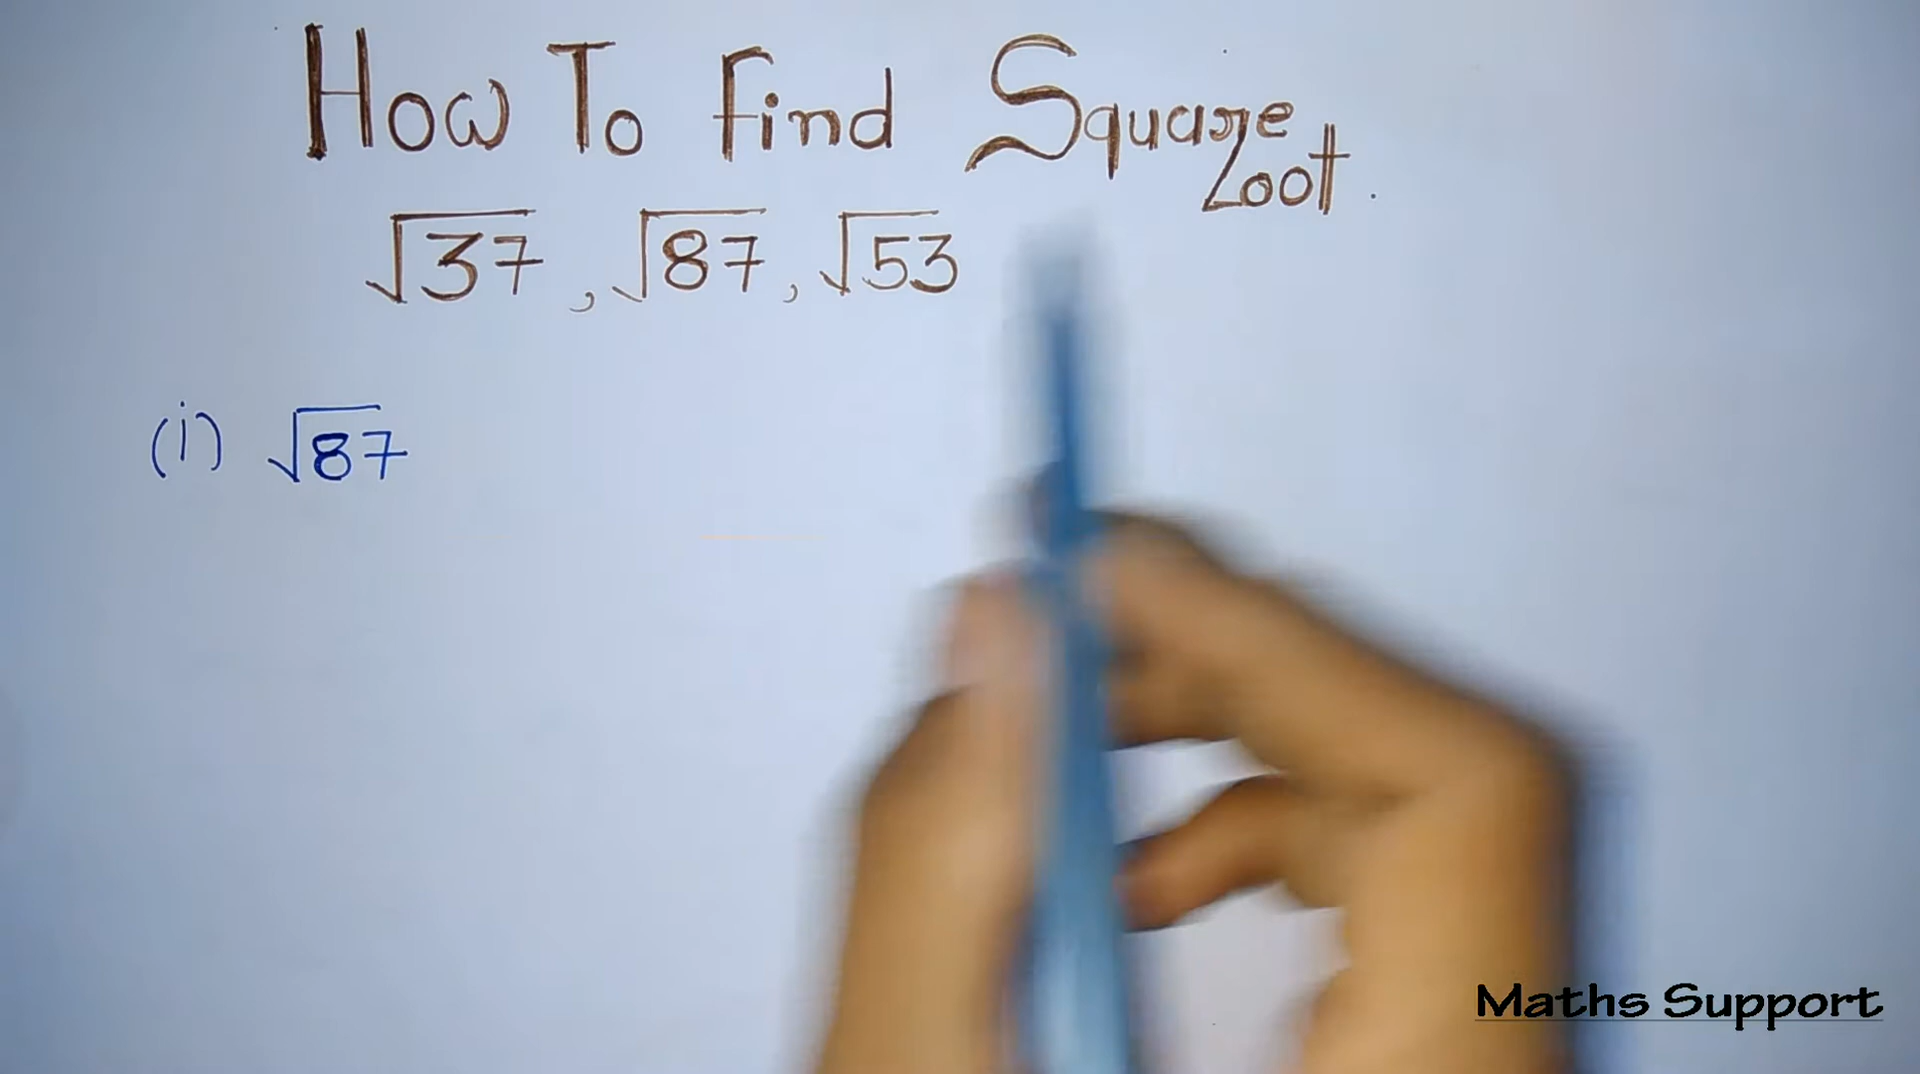 How To Find Square
Root.
√37, √87, √53
(i) √87
Maths Support